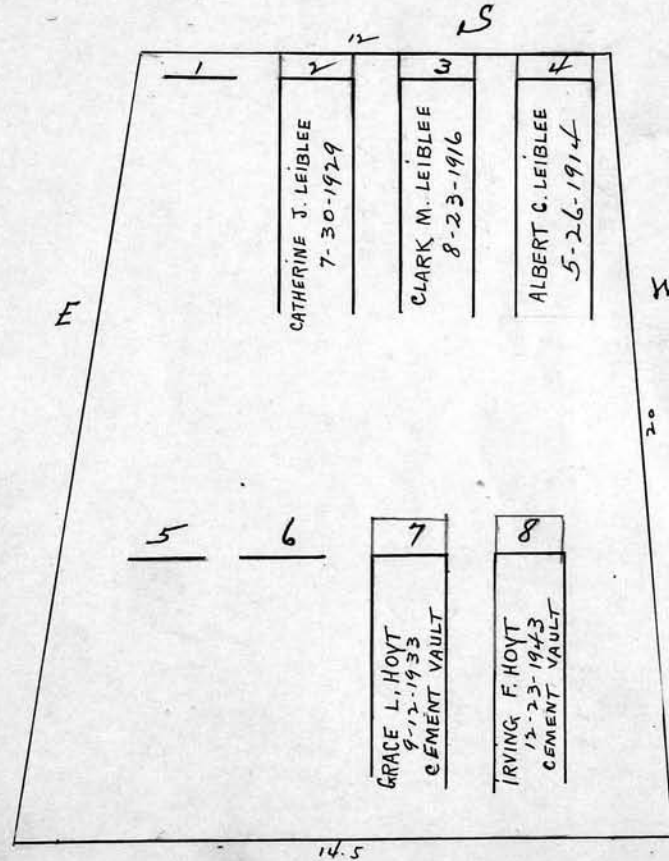 S
12
1
2
3
4
CATHERINE J. LEIBLEE
7-30-1929
CLARK M. LEIBLEE
8-23-1916
ALBERT C. LEIBLEE
5-26-1914
E
20
5
6
7
8
GRACE L. HOYT
9-12-1933
CEMENT VAULT
IRVING F. HOYT
12-23-1943
CEMENT VAULT
14.5